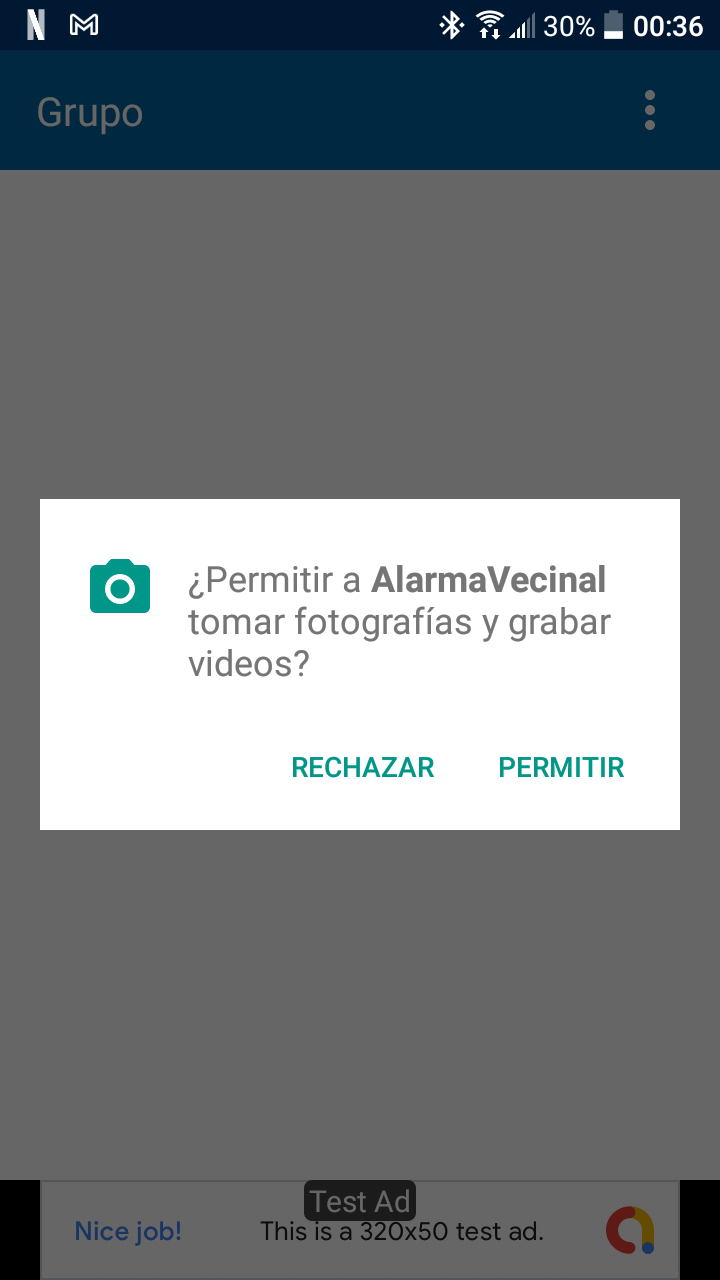 30% 00:36
Grupo
¿Permitir a AlarmaVecinal
tomar fotografías y grabar
videos?
RECHAZAR PERMITIR
Test Ad
Nice job! This is a 320x50 test ad.